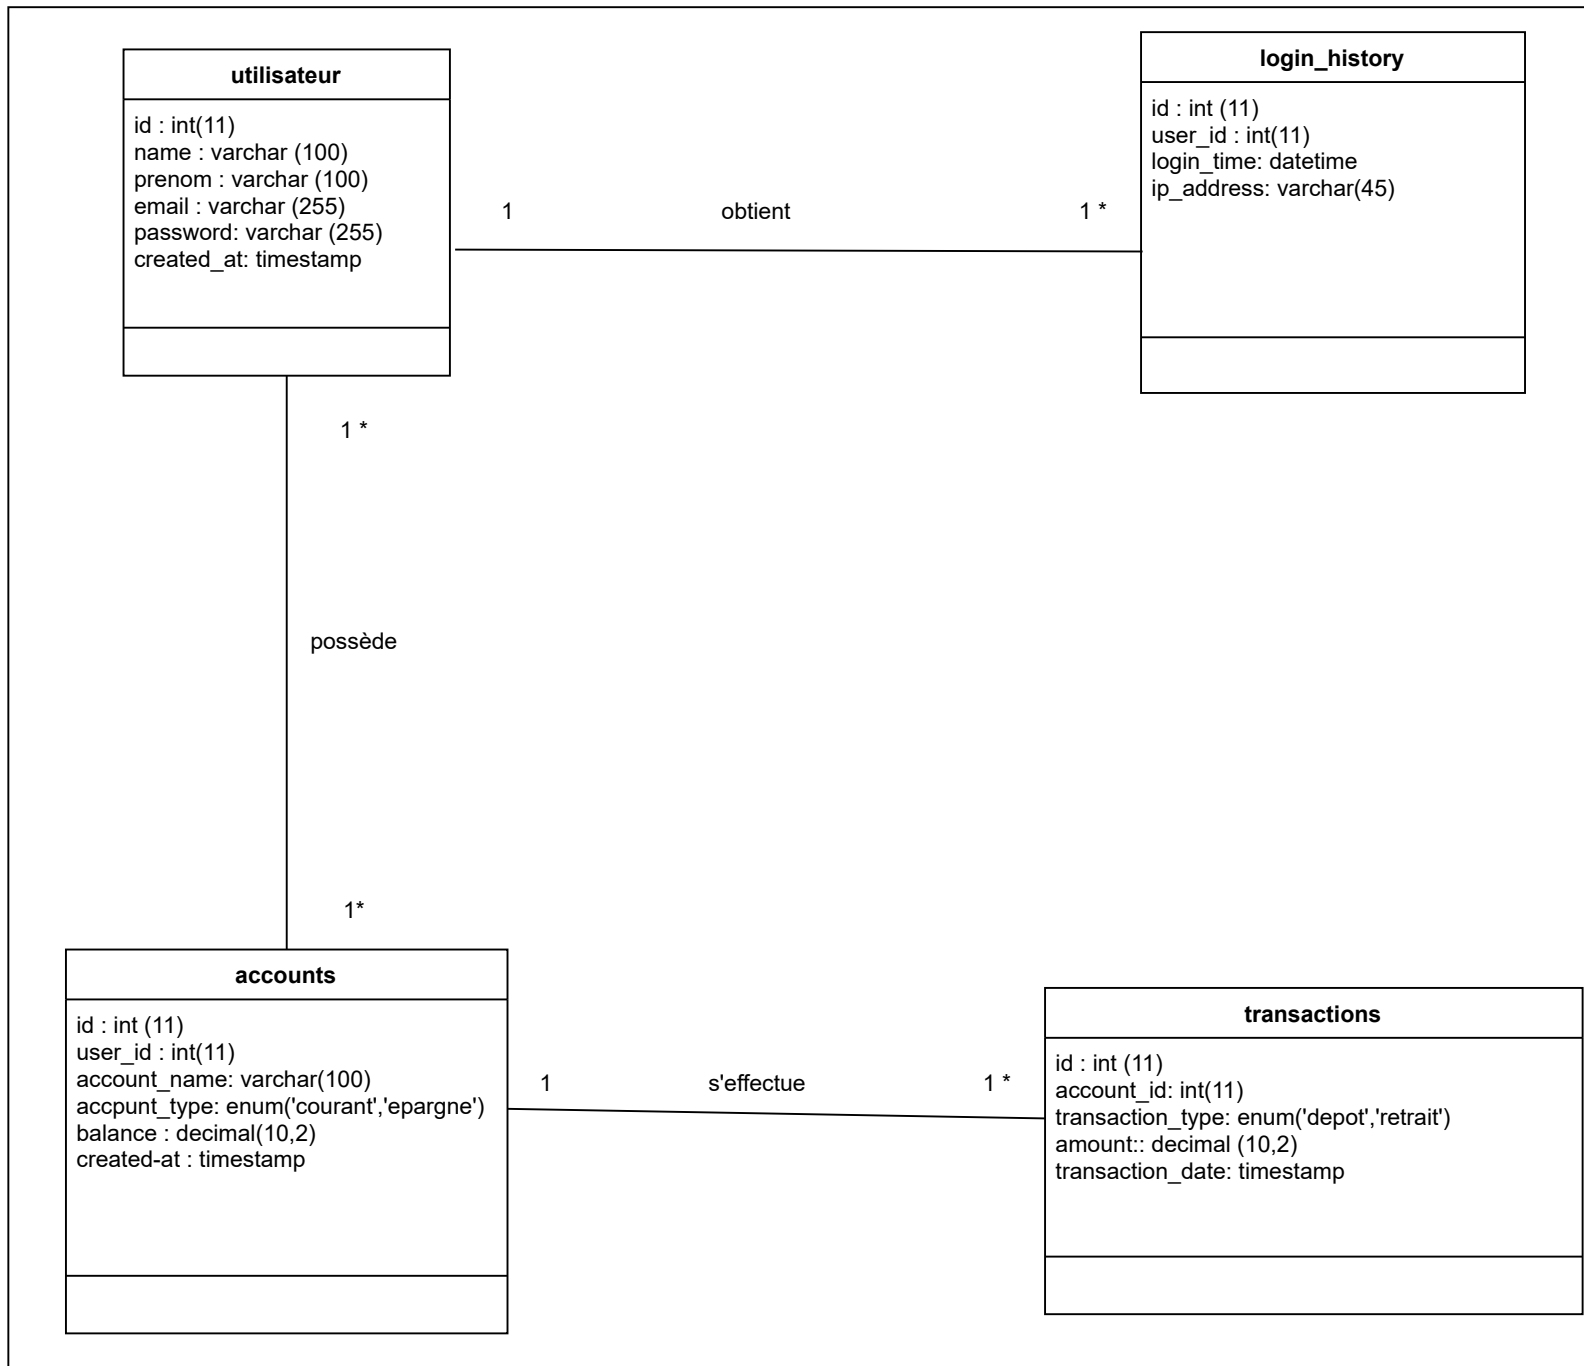 utilisateur
id : int(11)
name : varchar (100)
prenom : varchar (100)
email : varchar (255)
password: varchar (255)
created_at: timestamp
1
obtient
1 *
login_history
id : int (11)
user_id : int(11)
login_time: datetime
ip_address: varchar(45)
1 *
possède
1*
accounts
id : int (11)
user_id : int(11)
account_name: varchar(100)
accpunt_type: enum('courant','epargne')
balance : decimal(10,2)
created-at : timestamp
1
s'effectue
1 *
transactions
id : int (11)
account_id: int(11)
transaction_type: enum('depot','retrait')
amount:: decimal (10,2)
transaction_date: timestamp